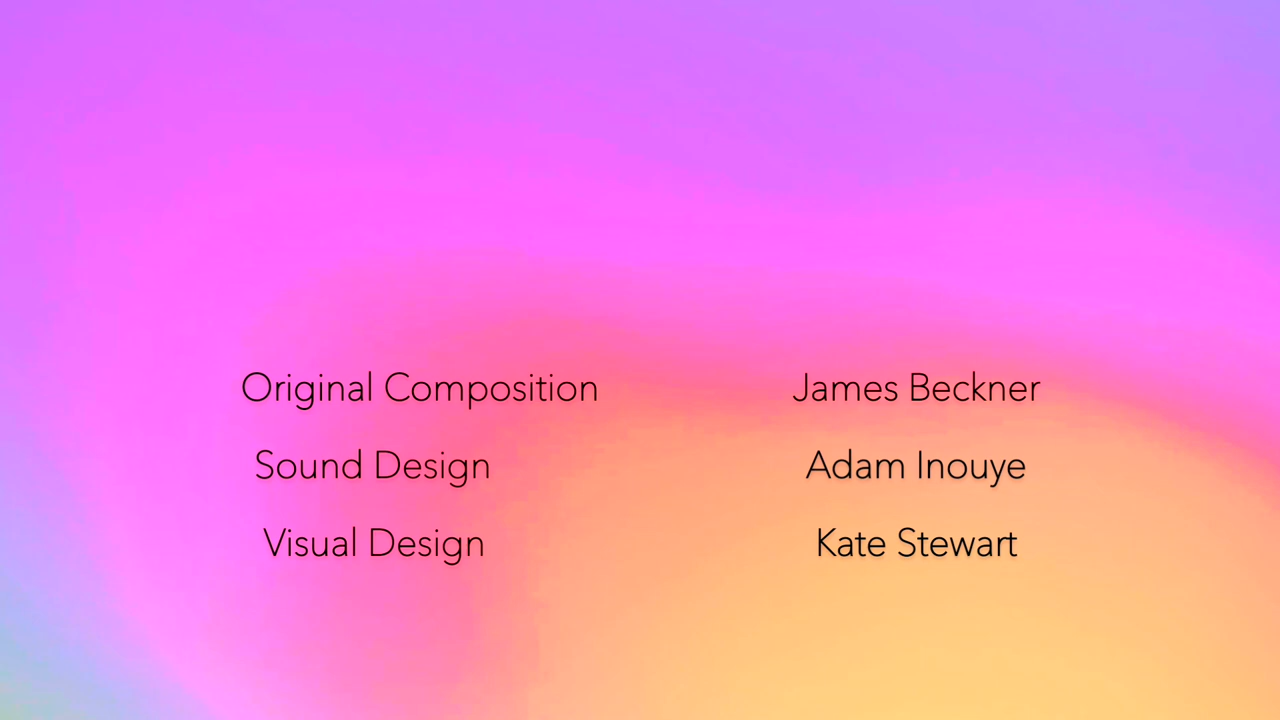 Original Composition James Beckner
Sound Design Adam Inouye
Visual Design Kate Stewart